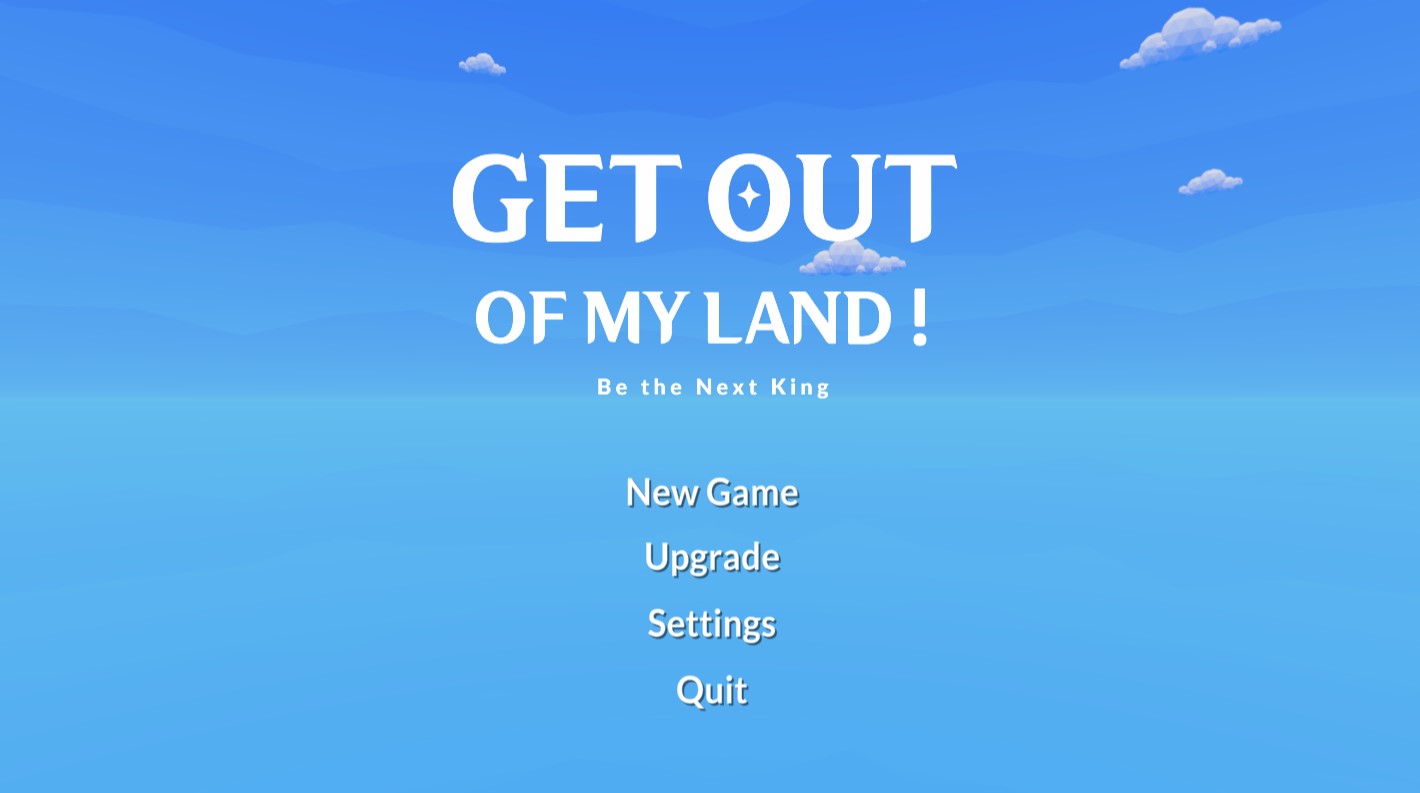 GET OUT
OF MY LAND !
Be the Next King
New Game
Upgrade
Settings
Quit